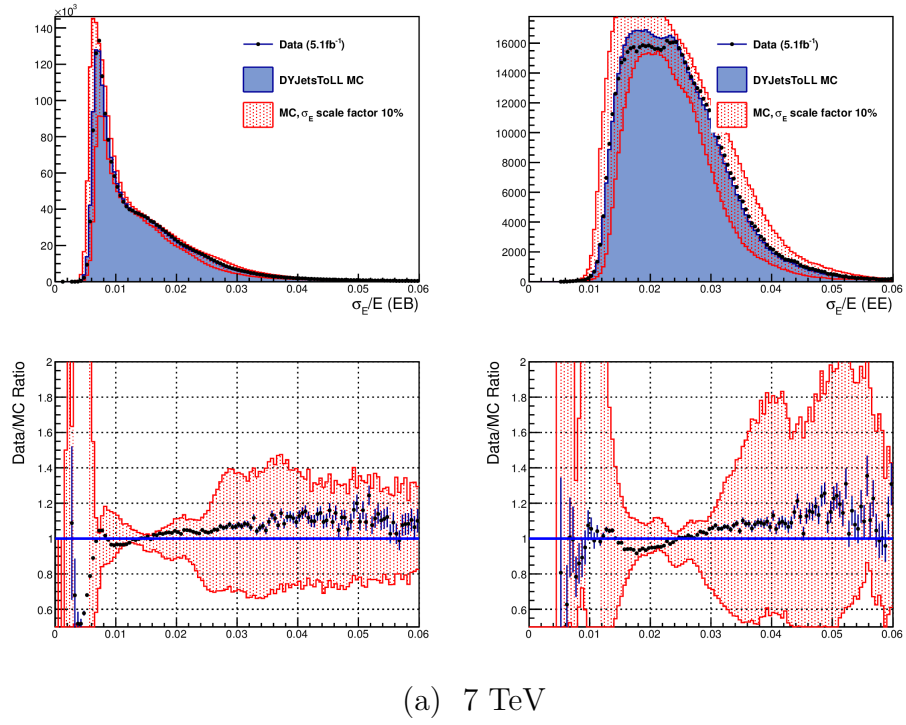 ×10³
140
120
100
80
60
40
20
0
0 0.01 0.02 0.03 0.04 0.05 0.06
σ_E/E (EB)
Data (5.1fb⁻¹)
DYJetsToLL MC
MC, σ_E scale factor 10%
16000
14000
12000
10000
8000
6000
4000
2000
0
0 0.01 0.02 0.03 0.04 0.05 0.06
σ_E/E (EE)
Data (5.1fb⁻¹)
DYJetsToLL MC
MC, σ_E scale factor 10%
Data/MC Ratio
2
1.8
1.6
1.4
1.2
1
0.8
0.6
0 0.01 0.02 0.03 0.04 0.05 0.06
Data/MC Ratio
2
1.8
1.6
1.4
1.2
1
0.8
0.6
0 0.01 0.02 0.03 0.04 0.05 0.06
(a) 7 TeV